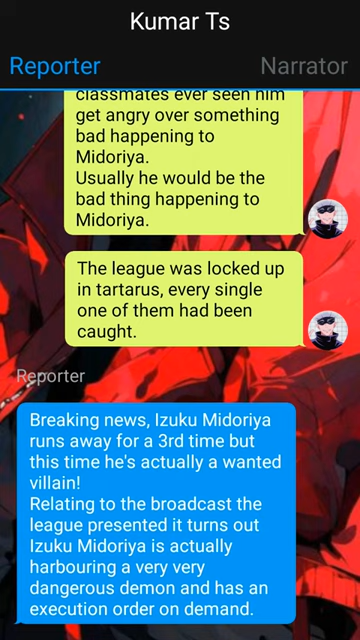 Kumar Ts
Reporter
Narrator
classmates ever seen him
get angry over something
bad happening to
Midoriya.
Usually he would be the
bad thing happening to
Midoriya.
The league was locked up
in tartarus, every single
one of them had been
caught.
Reporter
Breaking news, Izuku Midoriya
runs away for a 3rd time but
this time he's actually a wanted
villain!
Relating to the broadcast the
league presented it turns out
Izuku Midoriya is actually
harbouring a very very
dangerous demon and has an
execution order on demand.